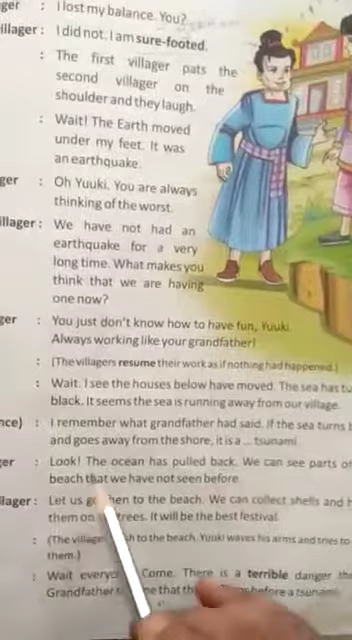 ger : I lost my balance. You?
illager : I did not. I am sure-footed.
: The first villager pats the
second villager on the
shoulder and they laugh.
: Wait! The Earth moved
under my feet. It was
an earthquake.
ger : Oh Yuuki. You are always
thinking of the worst.
illager : We have not had an
earthquake for a very
long time. What makes you
think that we are having
one now?
ger : You just don't know how to have fun, Yuuki.
Always working like your grandfather!
: (The villagers resume their work as if nothing had happened.)
: Wait. I see the houses below have moved. The sea has tu
black. It seems the sea is running away from our village.
nce) : I remember what grandfather had said. If the sea turns b
and goes away from the shore, it is a ... tsunami.
ger : Look! The ocean has pulled back. We can see parts of
beach that we have not seen before.
llager : Let us go then to the beach. We can collect shells and h
them on trees. It will be the best festival.
: (The to the beach. Yuuki waves his arms and tries to
them.)
: Wait Come. There is a terrible danger
Grandfather that before a tsunami.